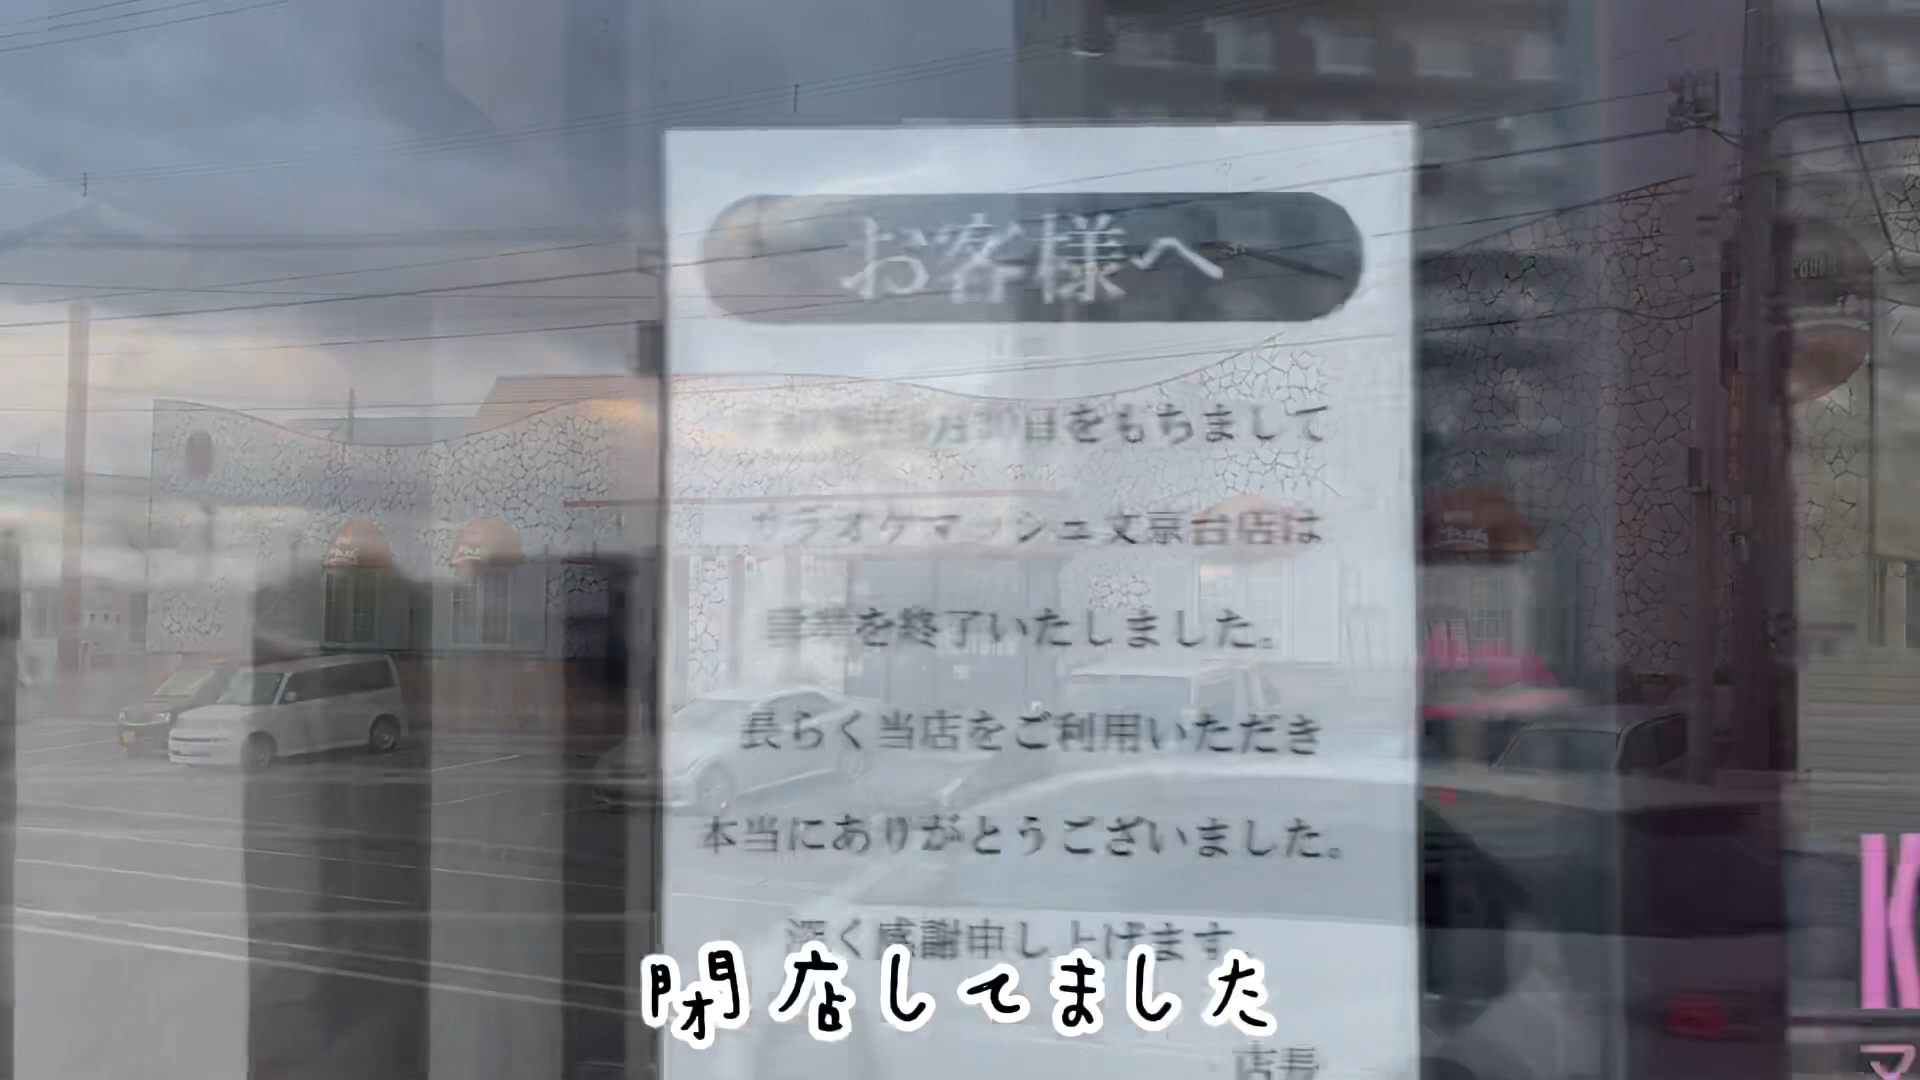 お客様へ
日をもちまして
カラオケマッシュ文京台店は
営業を終了いたしました。
長らく当店をご利用いただき
本当にありがとうございました。
深く感謝申し上げます
閉店してました
店長
K
マ